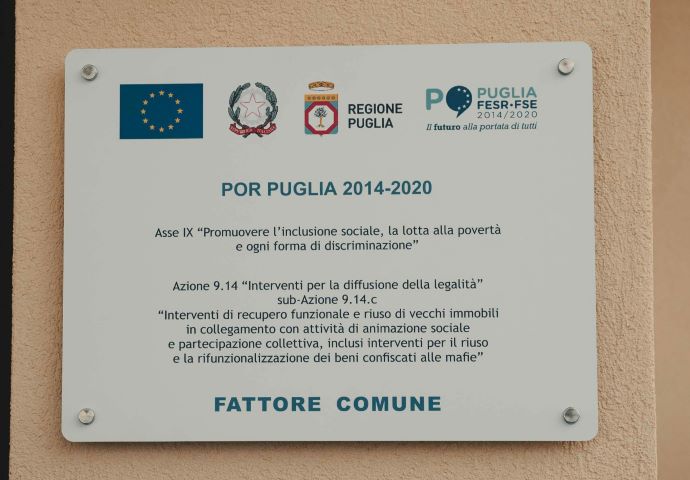 REGIONE
PUGLIA
PO PUGLIA
FESR•FSE
2014/2020
Il futuro alla portata di tutti
POR PUGLIA 2014-2020
Asse IX “Promuovere l’inclusione sociale, la lotta alla povertà
e ogni forma di discriminazione”
Azione 9.14 “Interventi per la diffusione della legalità”
sub-Azione 9.14.c
“Interventi di recupero funzionale e riuso di vecchi immobili
in collegamento con attività di animazione sociale
e partecipazione collettiva, inclusi interventi per il riuso
e la rifunzionalizzazione dei beni confiscati alle mafie”
FATTORE COMUNE